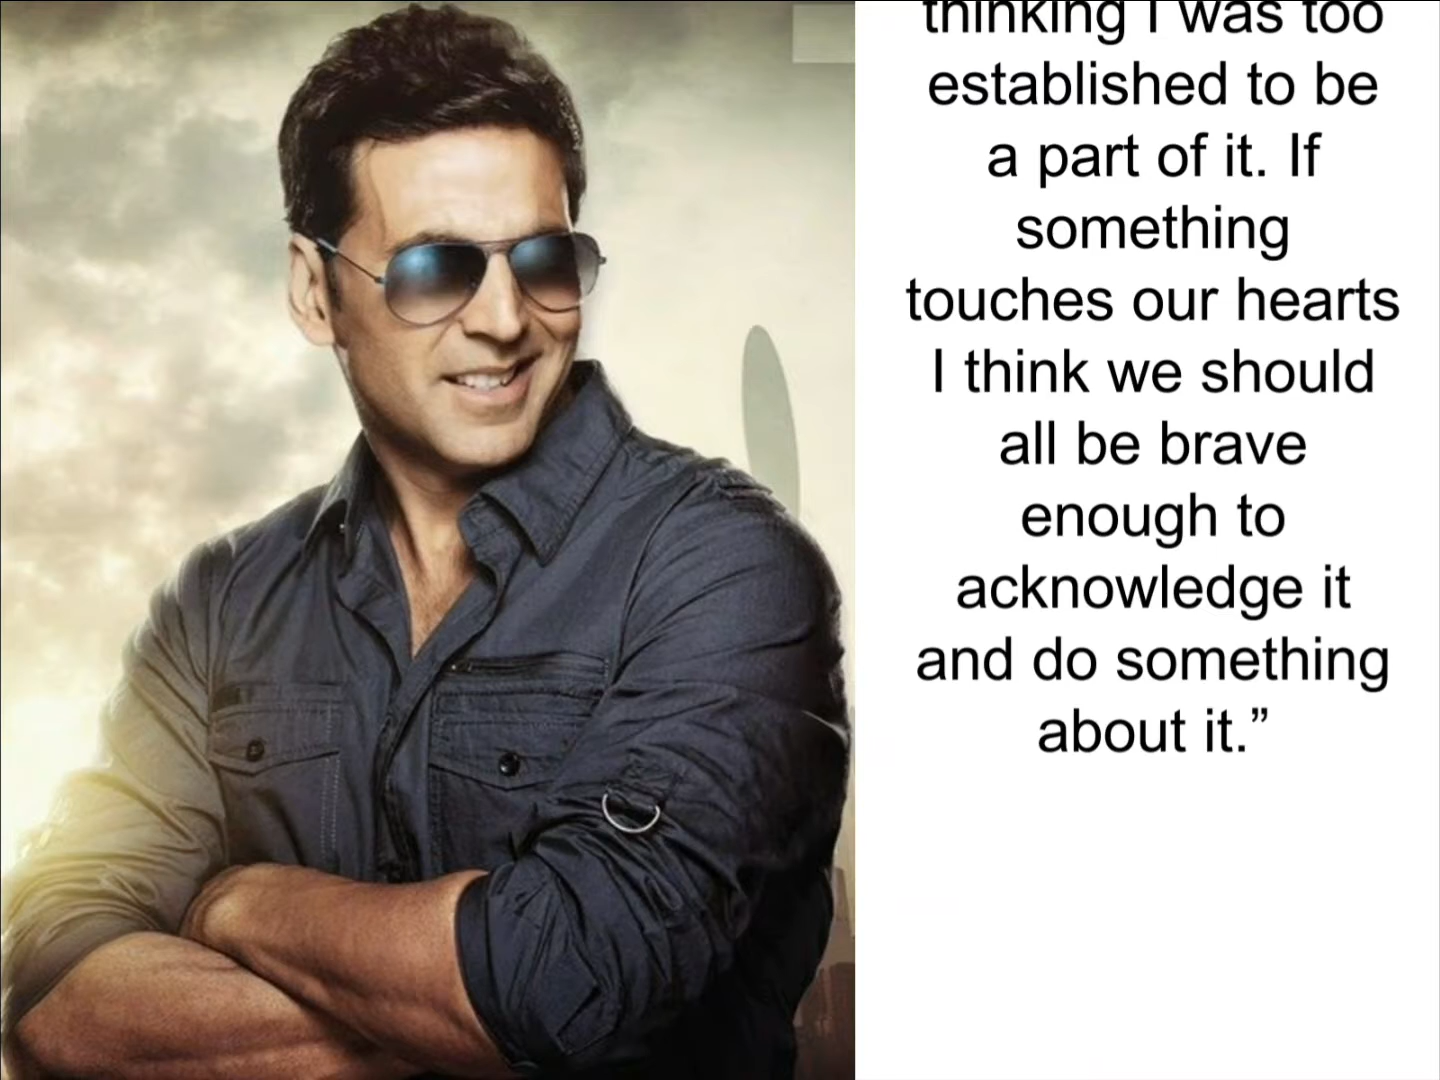 thinking I was too
established to be
a part of it. If
something
touches our hearts
I think we should
all be brave
enough to
acknowledge it
and do something
about it.”